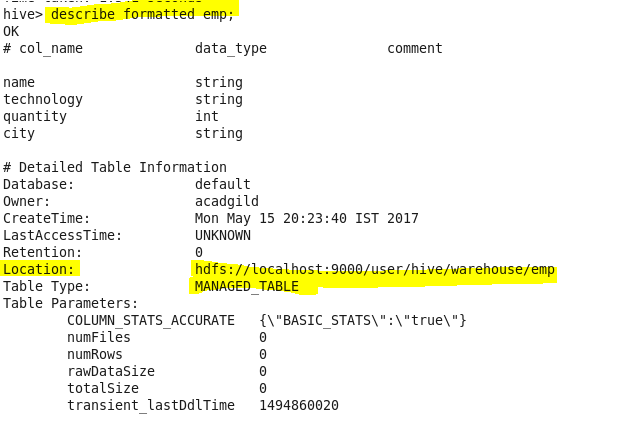 hive> describe formatted emp;
OK
# col_name data_type comment
name string
technology string
quantity int
city string
# Detailed Table Information
Database: default
Owner: acadgild
CreateTime: Mon May 15 20:23:40 IST 2017
LastAccessTime: UNKNOWN
Retention: 0
Location: hdfs://localhost:9000/user/hive/warehouse/emp
Table Type: MANAGED_TABLE
Table Parameters:
COLUMN_STATS_ACCURATE {\"BASIC_STATS\":\"true\"}
numFiles 0
numRows 0
rawDataSize 0
totalSize 0
transient_lastDdlTime 1494860020